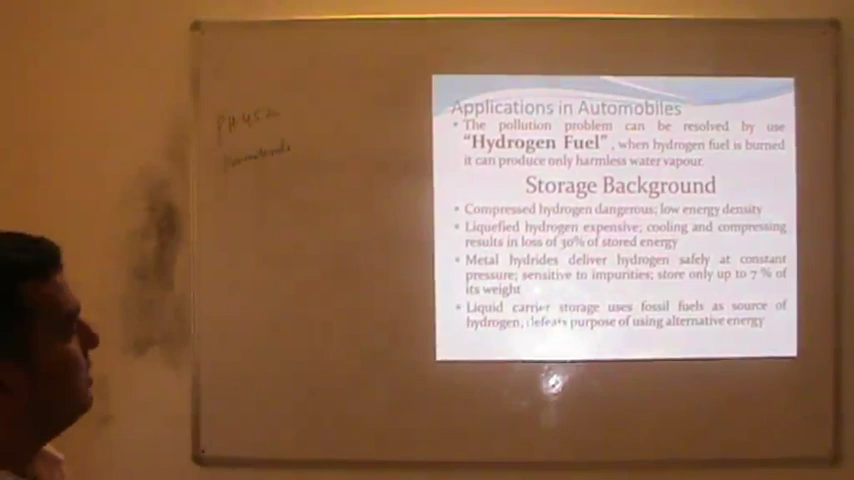 PH-452
Applications in Automobiles
• The pollution problem can be resolved by use
“Hydrogen Fuel” , when hydrogen fuel is burned
it can produce only harmless water vapour.
Storage Background
• Compressed hydrogen dangerous; low energy density
• Liquefied hydrogen expensive; cooling and compressing
results in loss of 30% of stored energy
• Metal hydrides deliver hydrogen safely at constant
pressure; sensitive to impurities; store only up to 7 % of
its weight
• Liquid carrier storage uses fossil fuels as source of
hydrogen, defeats purpose of using alternative energy